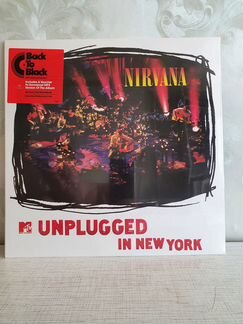 Back
To
Black
NIRVANA
MTV UNPLUGGED
IN NEW YORK